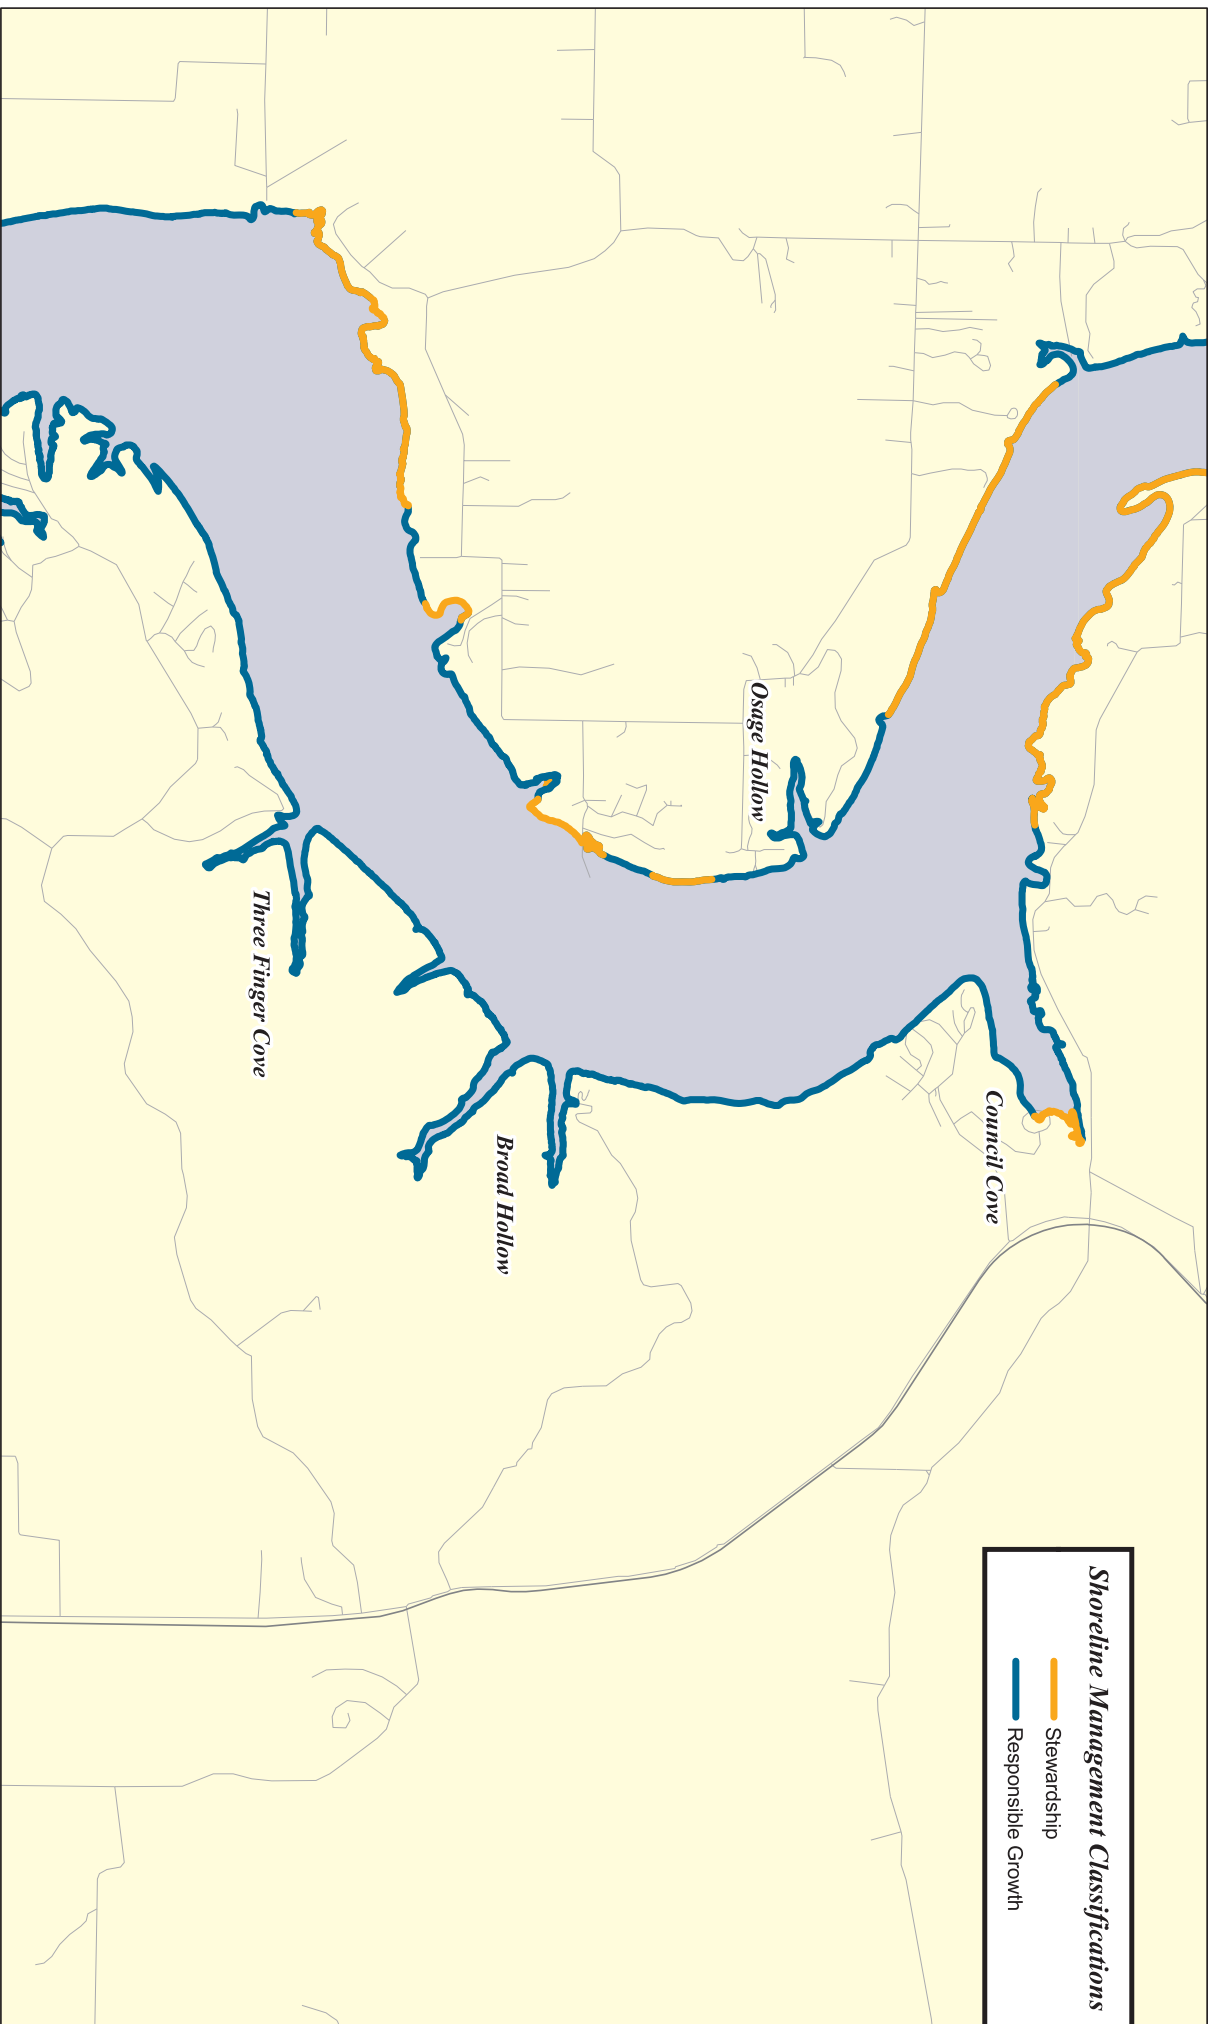 Shoreline Management Classifications
Stewardship
Responsible Growth
Council Cove
Osage Hollow
Broad Hollow
Three Finger Cove